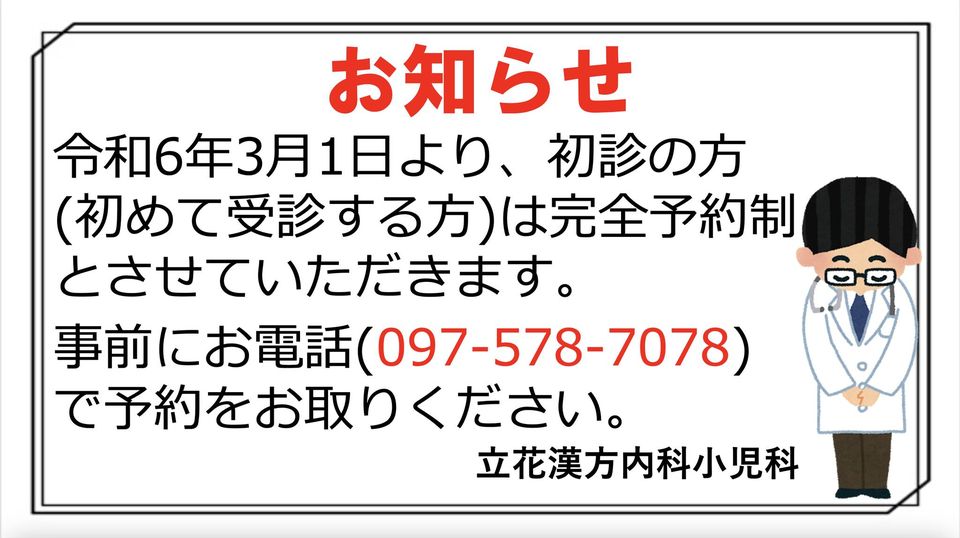 お知らせ
令和6年3月1日より、初診の方
(初めて受診する方)は完全予約制
とさせていただきます。
事前にお電話(097-578-7078)
で予約をお取りください。
立花漢方内科小児科